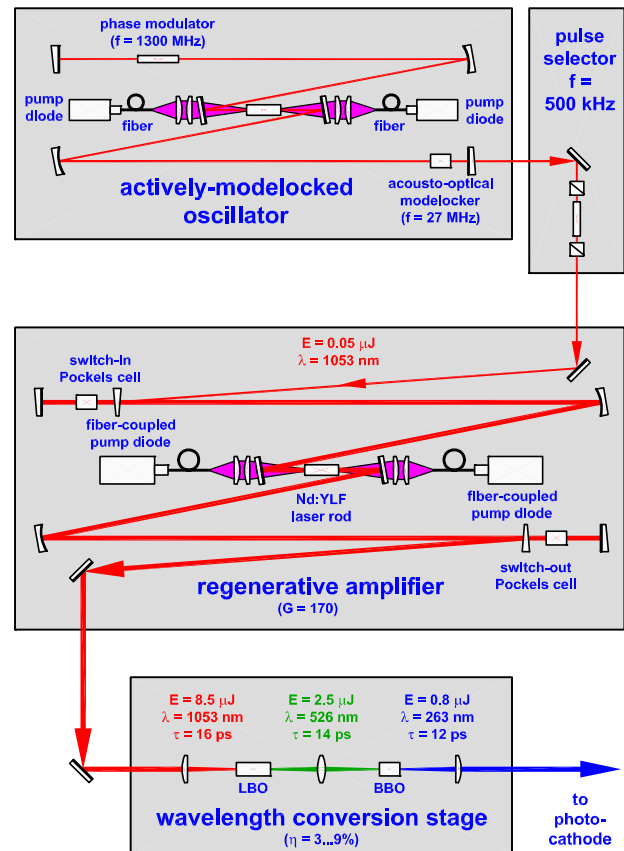 phase modulator
(f = 1300 MHz)
pump
diode
fiber
fiber
pump
diode
actively-modelocked
oscillator
acousto-optical
modelocker
(f = 27 MHz)
pulse
selector
f =
500 kHz
E = 0.05 μJ
λ = 1053 nm
switch-in
Pockels cell
fiber-coupled
pump diode
Nd:YLF
laser rod
fiber-coupled
pump diode
switch-out
Pockels cell
regenerative amplifier
(G = 170)
E = 8.5 μJ
λ = 1053 nm
τ = 16 ps
E = 2.5 μJ
λ = 526 nm
τ = 14 ps
E = 0.8 μJ
λ = 263 nm
τ = 12 ps
LBO
BBO
wavelength conversion stage
(η = 3...9%)
to
photo-
cathode